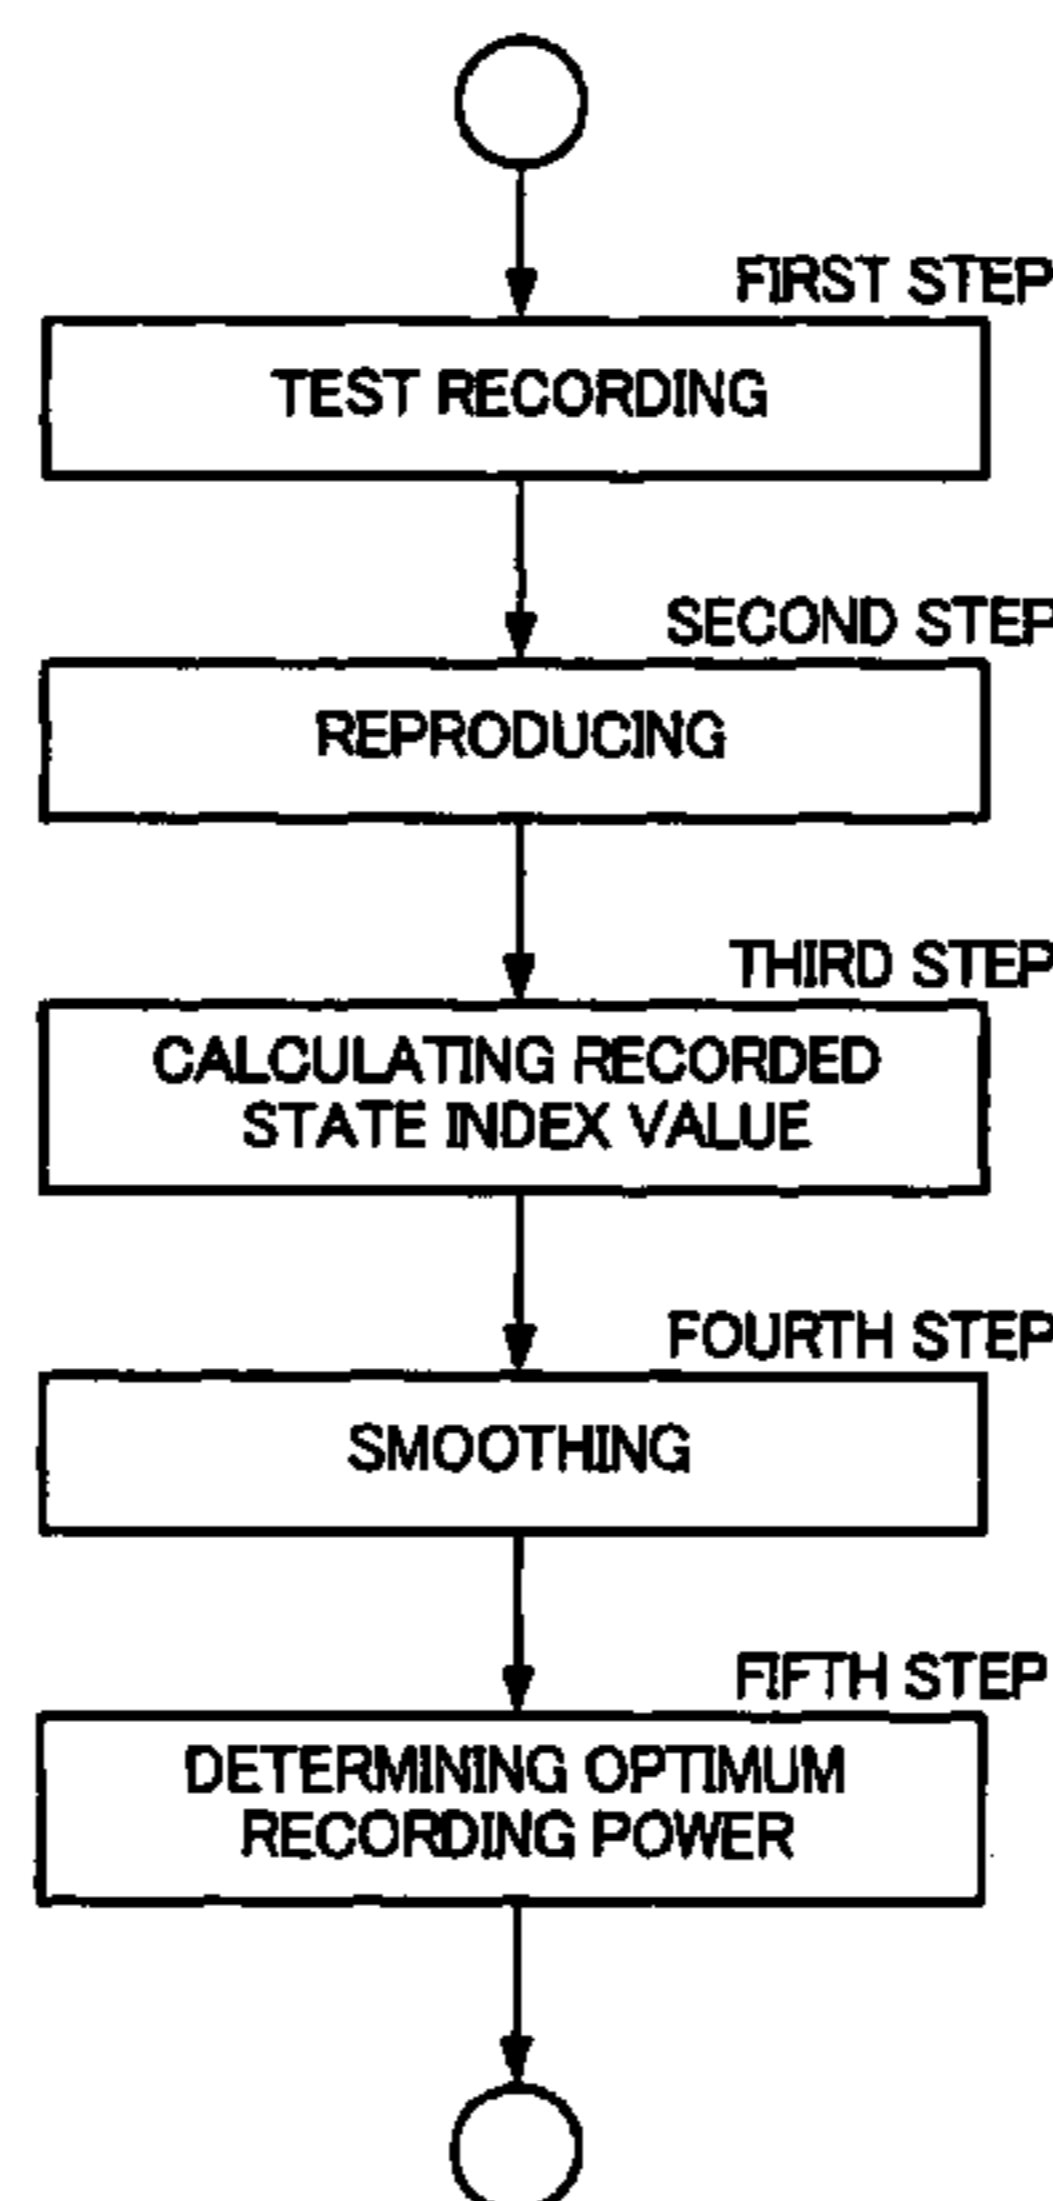 FIRST STEP
TEST RECORDING
SECOND STEP
REPRODUCING
THIRD STEP
CALCULATING RECORDED
STATE INDEX VALUE
FOURTH STEP
SMOOTHING
FIFTH STEP
DETERMINING OPTIMUM
RECORDING POWER